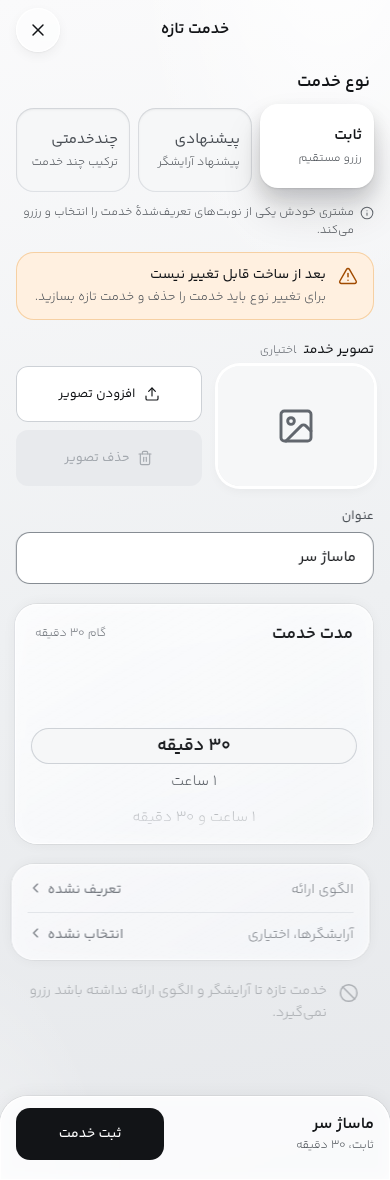 خدمت تازه
نوع خدمت
ثابت
رزرو مستقیم
پیشنهادی
پیشنهاد آرایشگر
چندخدمتی
ترکیب چند خدمت
مشتری خودش یکی از نوبت‌های تعریف‌شدهٔ خدمت را انتخاب و رزرو
می‌کند.
بعد از ساخت قابل تغییر نیست
برای تغییر نوع باید خدمت را حذف و خدمت تازه بسازید.
تصویر خدمت اختیاری
افزودن تصویر
حذف تصویر
عنوان
ماساژ سر
مدت خدمت
گام ۳۰ دقیقه
۳۰ دقیقه
۱ ساعت
۱ ساعت و ۳۰ دقیقه
الگوی ارائه
تعریف نشده
آرایشگرها، اختیاری
انتخاب نشده
خدمت تازه تا آرایشگر و الگوی ارائه نداشته باشد رزرو
نمی‌گیرد.
ماساژ سر
ثابت، ۳۰ دقیقه
ثبت خدمت